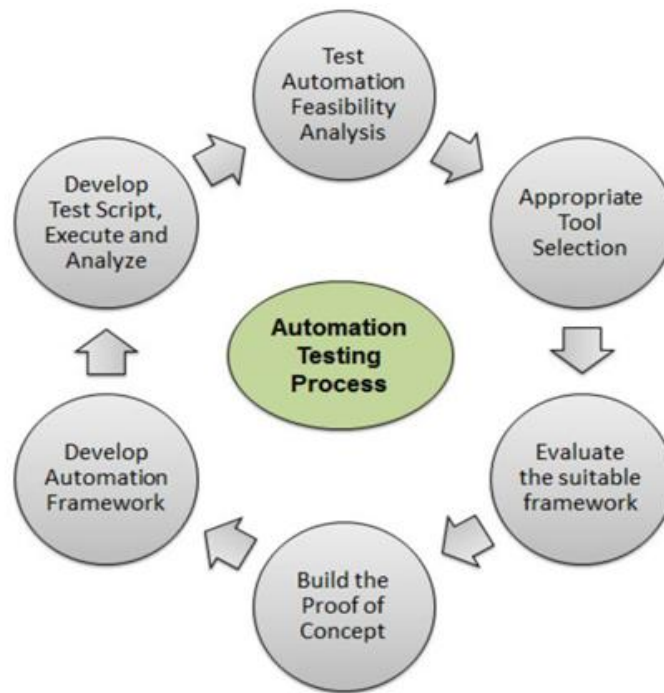 Test
Automation
Feasibility
Analysis
Appropriate
Tool
Selection
Evaluate
the suitable
framework
Build the
Proof of
Concept
Develop
Automation
Framework
Develop
Test Script,
Execute and
Analyze
Automation
Testing
Process